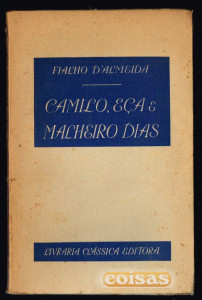 FIALHO D'ALMEIDA
CAMILO, EÇA E
MALHEIRO DIAS
LIVRARIA CLÁSSICA EDITORA
coisas